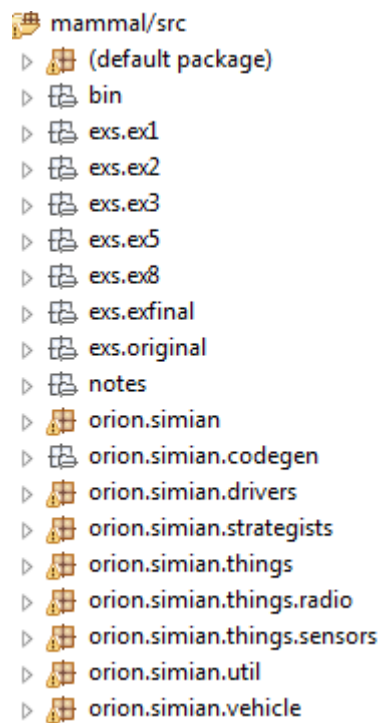 mammal/src
(default package)
bin
exs.ex1
exs.ex2
exs.ex3
exs.ex5
exs.ex8
exs.exfinal
exs.original
notes
orion.simian
orion.simian.codegen
orion.simian.drivers
orion.simian.strategists
orion.simian.things
orion.simian.things.radio
orion.simian.things.sensors
orion.simian.util
orion.simian.vehicle